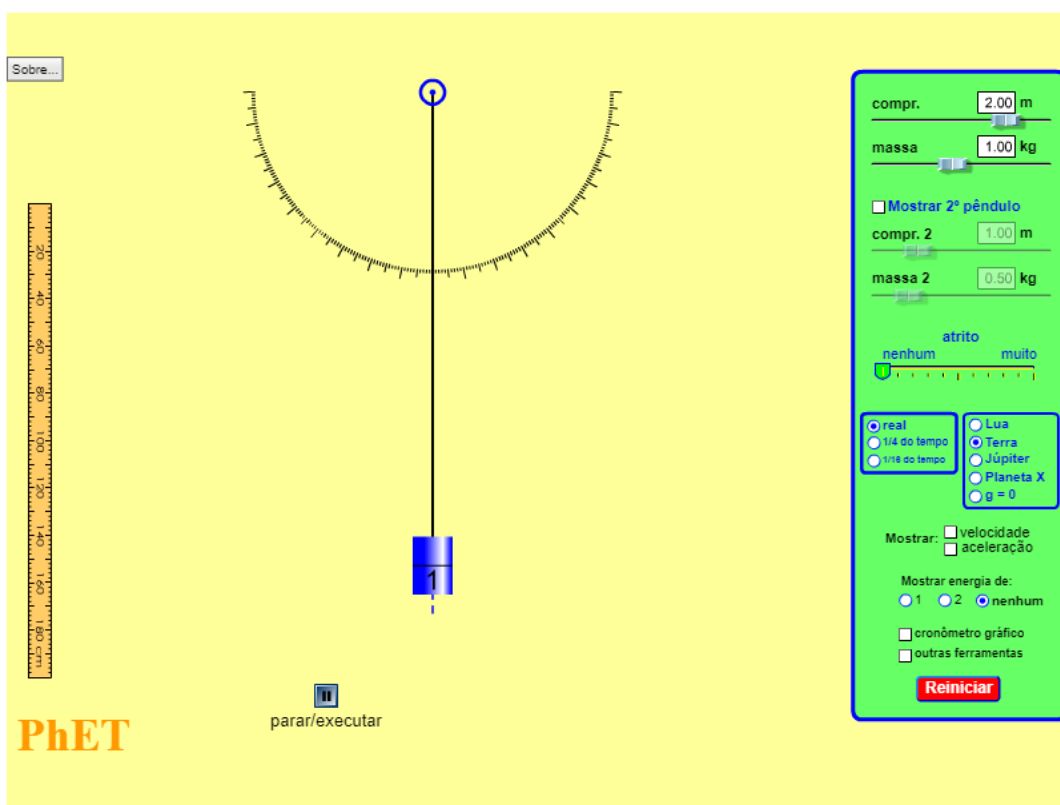 Sobre...
compr. 2.00 m
massa 1.00 kg
Mostrar 2º pêndulo
compr. 2 1.00 m
massa 2 0.50 kg
atrito
nenhum muito
real
1/4 do tempo
1/16 do tempo
Lua
Terra
Júpiter
Planeta X
g = 0
Mostrar: velocidade
aceleração
Mostrar energia de:
1 2 nenhum
cronômetro gráfico
outras ferramentas
Reiniciar
20
40
60
80
100
120
140
160
180 cm
1
parar/executar
PhET